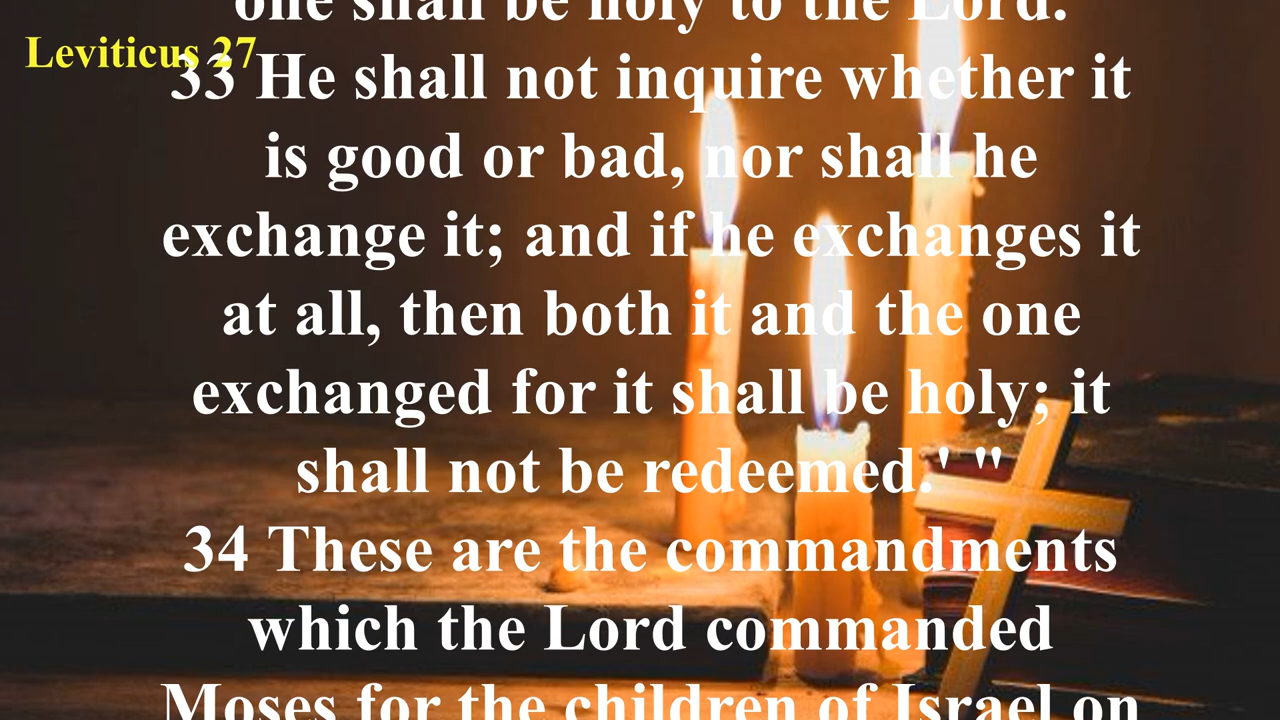 one shall be holy to the Lord.
Leviticus 27
33 He shall not inquire whether it
is good or bad, nor shall he
exchange it; and if he exchanges it
at all, then both it and the one
exchanged for it shall be holy; it
shall not be redeemed.' "
34 These are the commandments
which the Lord commanded
Moses for the children of Israel on